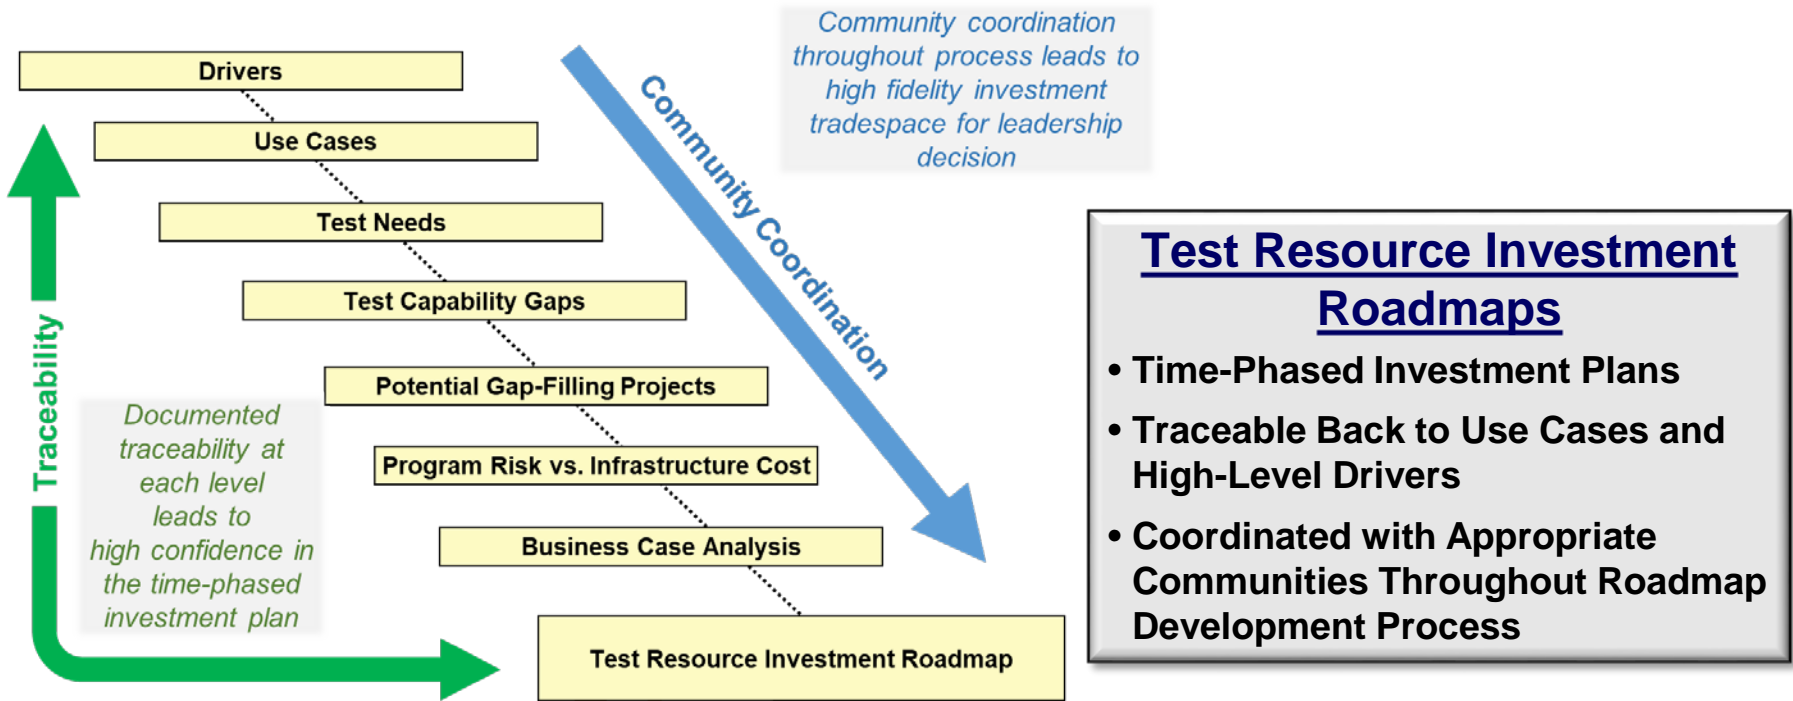 Drivers
Use Cases
Test Needs
Test Capability Gaps
Potential Gap-Filling Projects
Program Risk vs. Infrastructure Cost
Business Case Analysis
Test Resource Investment Roadmap
Traceability
Documented
traceability at
each level
leads to
high confidence in
the time-phased
investment plan
Community Coordination
Community coordination
throughout process leads to
high fidelity investment
tradespace for leadership
decision
Test Resource Investment
Roadmaps
• Time-Phased Investment Plans
• Traceable Back to Use Cases and
High-Level Drivers
• Coordinated with Appropriate
Communities Throughout Roadmap
Development Process